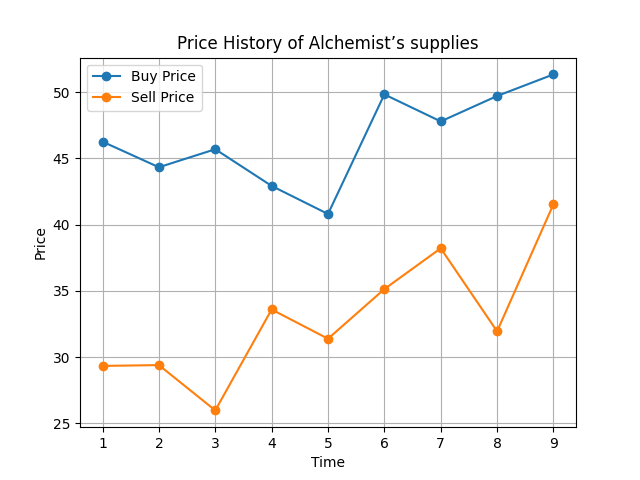 Price History of Alchemist’s supplies
Buy Price
Sell Price
Price
50
45
40
35
30
25
1 2 3 4 5 6 7 8 9
Time